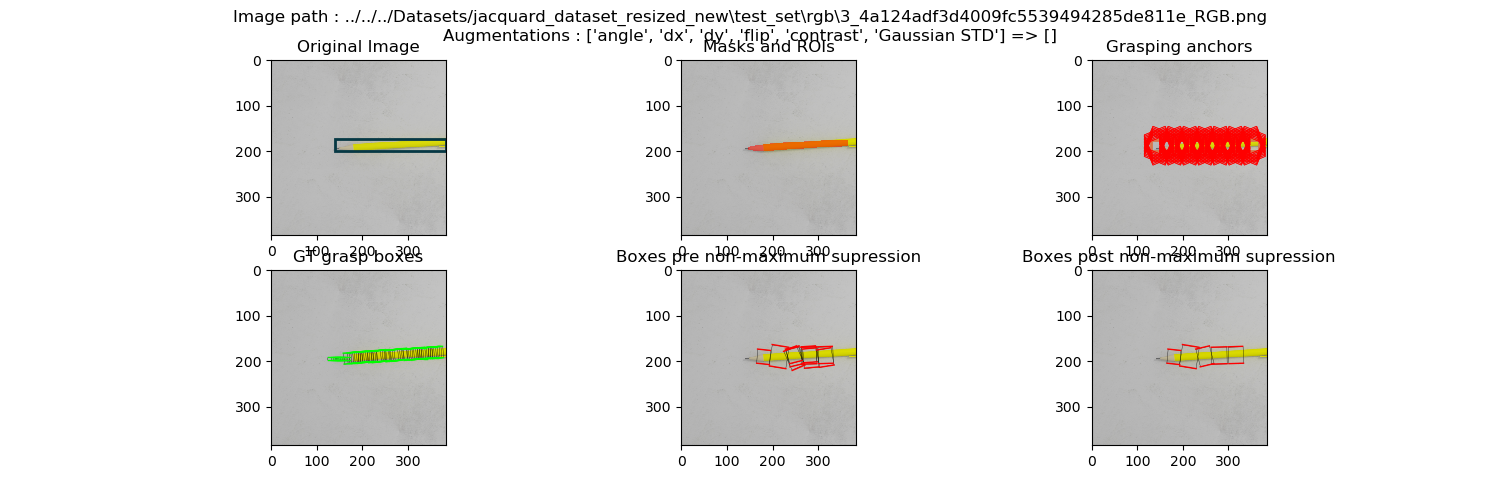 Image path : ../../../Datasets/jacquard_dataset_resized_new\test_set\rgb\3_4a124adf3d4009fc5539494285de811e_RGB.png
Augmentations : ['angle', 'dx', 'dy', 'flip', 'contrast', 'Gaussian STD'] => []
Original Image
Masks and ROIs
Grasping anchors
0
100
200
300
0 100 200 300
0
100
200
300
0 100 200 300
0
100
200
300
0 100 200 300
GT grasp boxes
Boxes pre non-maximum supression
Boxes post non-maximum supression
0
100
200
300
0 100 200 300
0
100
200
300
0 100 200 300
0
100
200
300
0 100 200 300